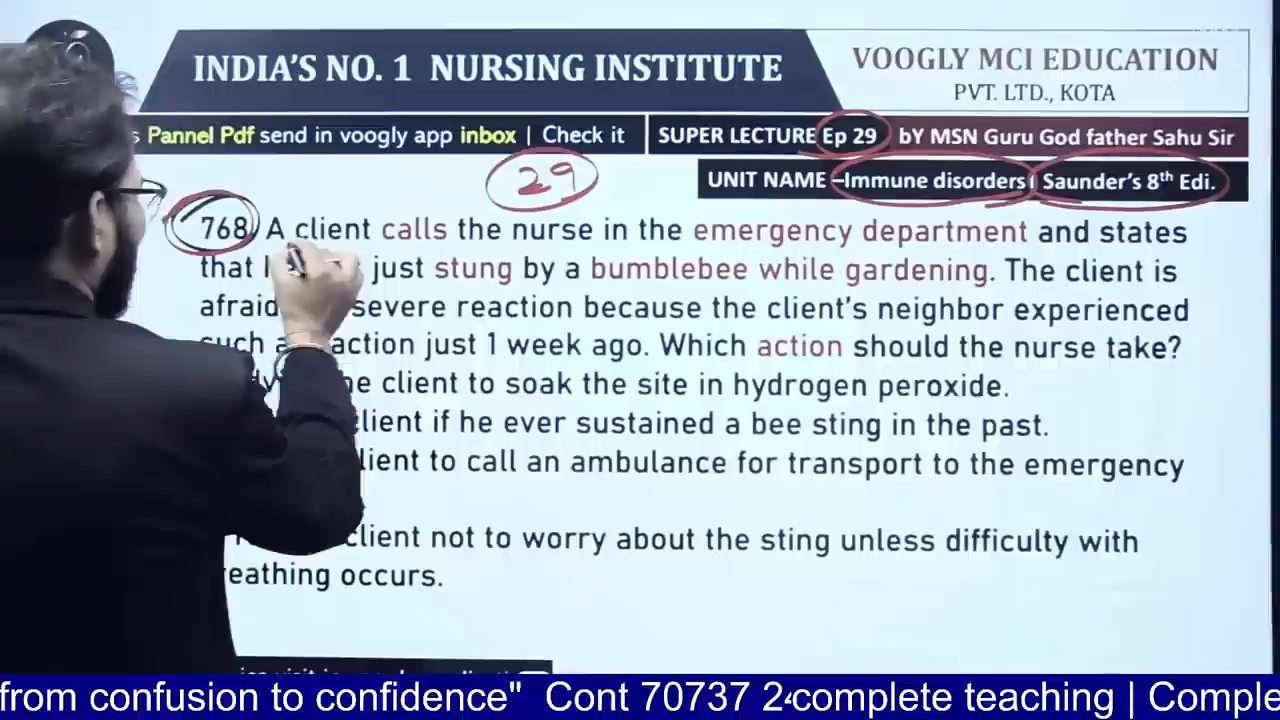 INDIA'S NO. 1 NURSING INSTITUTE
VOOGLY MCI EDUCATION
PVT. LTD., KOTA
Pannel Pdf send in voogly app inbox | Check it
SUPER LECTURE Ep 29 bY MSN Guru God father Sahu Sir
UNIT NAME –Immune disorders Saunder's 8th Edi.
29
768 A client calls the nurse in the emergency department and states
that just stung by a bumblebee while gardening. The client is
afraid severe reaction because the client's neighbor experienced
such action just 1 week ago. Which action should the nurse take?
client to soak the site in hydrogen peroxide.
client if he ever sustained a bee sting in the past.
client to call an ambulance for transport to the emergency
client not to worry about the sting unless difficulty with
eathing occurs.
from confusion to confidence" Cont 70737 2 complete teaching | Comple